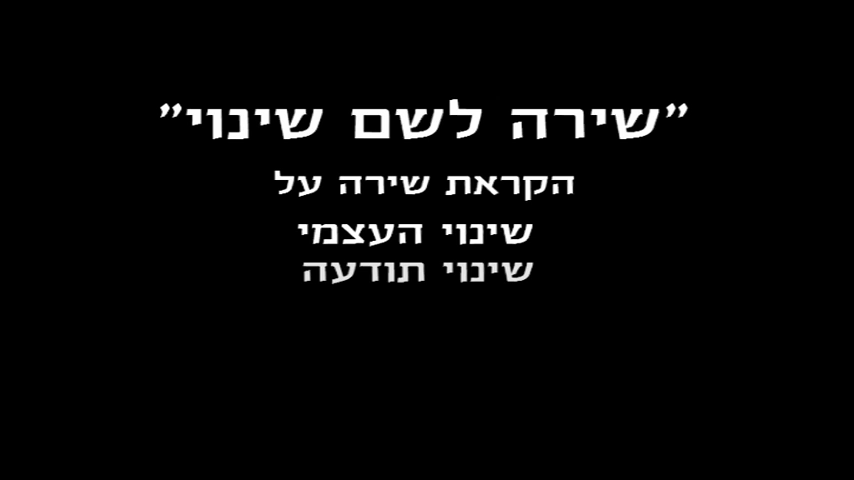 "שירה לשם שינוי"
הקראת שירה על
שינוי העצמי
שינוי תודעה